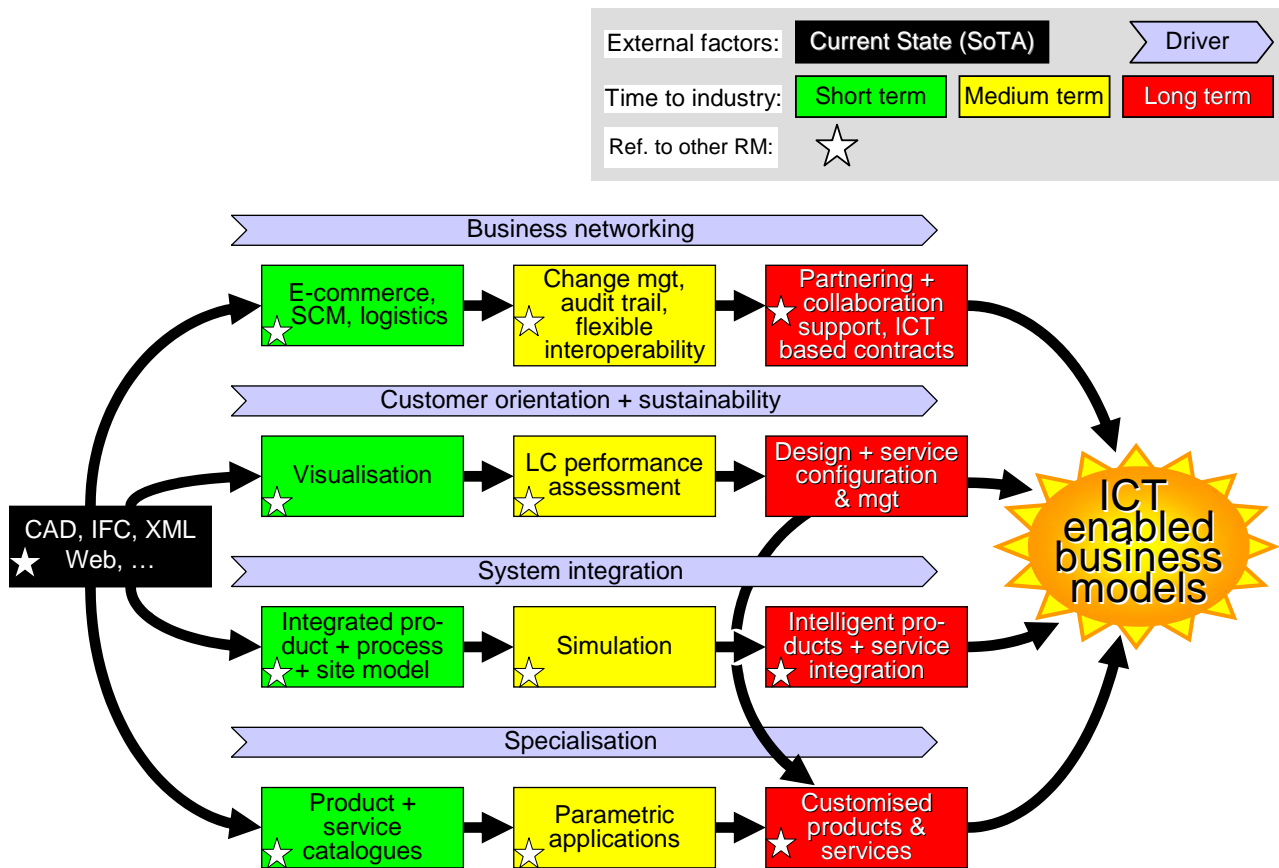 External factors:
Current State (SoTA)
Driver
Time to industry:
Short term
Medium term
Long term
Ref. to other RM:
Business networking
E-commerce,
SCM, logistics
Change mgt,
audit trail,
flexible
interoperability
Partnering +
collaboration
support, ICT
based contracts
Customer orientation + sustainability
Visualisation
LC performance
assessment
Design + service
configuration
& mgt
CAD, IFC, XML
Web, …
ICT
enabled
business
models
System integration
Integrated pro-
duct + process
+ site model
Simulation
Intelligent pro-
ducts + service
integration
Specialisation
Product +
service
catalogues
Parametric
applications
Customised
products &
services